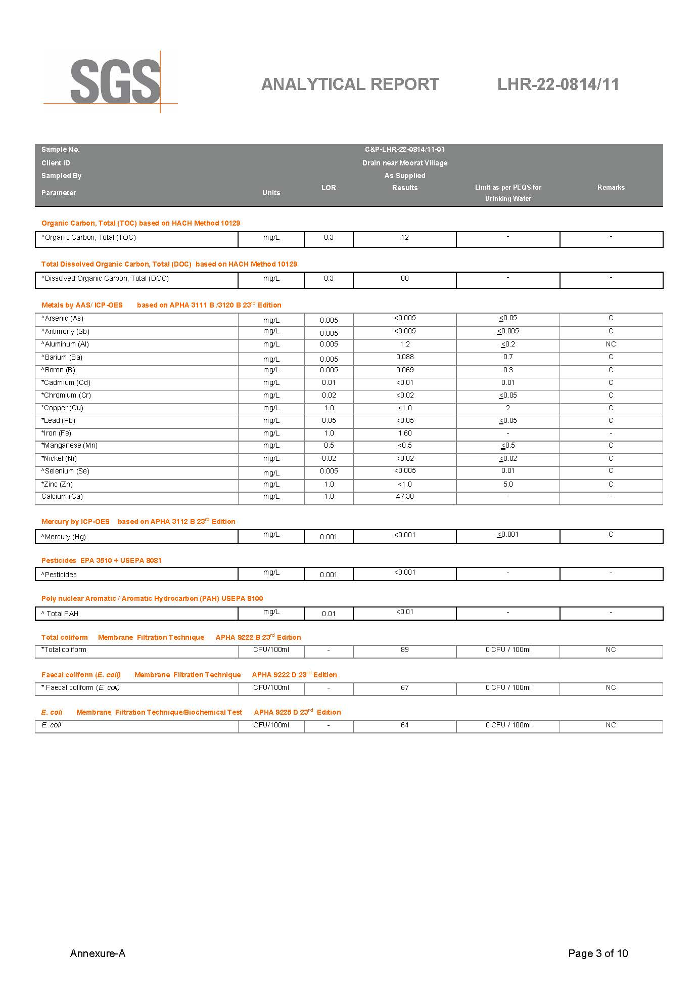 SGS
ANALYTICAL REPORT LHR-22-0814/11
Sample No. C&P-LHR-22-0814/11-01
Client ID Drain near Moorat Village
Sampled By As Supplied
Parameter Units LOR Results Limit as per PEQS for Drinking Water Remarks
Organic Carbon, Total (TOC) based on HACH Method 10129
^Organic Carbon, Total (TOC) mg/L 0.3 12 - -
Total Dissolved Organic Carbon, Total (DOC) based on HACH Method 10129
^Dissolved Organic Carbon, Total (DOC) mg/L 0.3 08 - -
Metals by AAS/ ICP-OES based on APHA 3111 B /3120 B 23rd Edition
^Arsenic (As) mg/L 0.005 <0.005 <0.05 C
^Antimony (Sb) mg/L 0.005 <0.005 <0.005 C
^Aluminum (Al) mg/L 0.005 1.2 <0.2 NC
^Barium (Ba) mg/L 0.005 0.088 0.7 C
^Boron (B) mg/L 0.005 0.069 0.3 C
*Cadmium (Cd) mg/L 0.01 <0.01 0.01 C
*Chromium (Cr) mg/L 0.02 <0.02 <0.05 C
*Copper (Cu) mg/L 1.0 <1.0 2 C
*Lead (Pb) mg/L 0.05 <0.05 <0.05 C
*Iron (Fe) mg/L 1.0 1.60 - -
*Manganese (Mn) mg/L 0.5 <0.5 <0.5 C
*Nickel (Ni) mg/L 0.02 <0.02 <0.02 C
^Selenium (Se) mg/L 0.005 <0.005 0.01 C
*Zinc (Zn) mg/L 1.0 <1.0 5.0 C
Calcium (Ca) mg/L 1.0 47.38 - -
Mercury by ICP-OES based on APHA 3112 B 23rd Edition
^Mercury (Hg) mg/L 0.001 <0.001 <0.001 C
Pesticides EPA 3510 + USEPA 8081
^Pesticides mg/L 0.001 <0.001 - -
Poly nuclear Aromatic / Aromatic Hydrocarbon (PAH) USEPA 8100
^ Total PAH mg/L 0.01 <0.01 - -
Total coliform Membrane Filtration Technique APHA 9222 B 23rd Edition
*Total coliform CFU/100ml - 89 0 CFU / 100ml NC
Faecal coliform (E. coli) Membrane Filtration Technique APHA 9222 D 23rd Edition
* Faecal coliform (E. coli) CFU/100ml - 67 0 CFU / 100ml NC
E. coli Membrane Filtration Technique/Biochemical Test APHA 9225 D 23rd Edition
E. coli CFU/100ml - 64 0 CFU / 100ml NC
Annexure-A Page 3 of 10